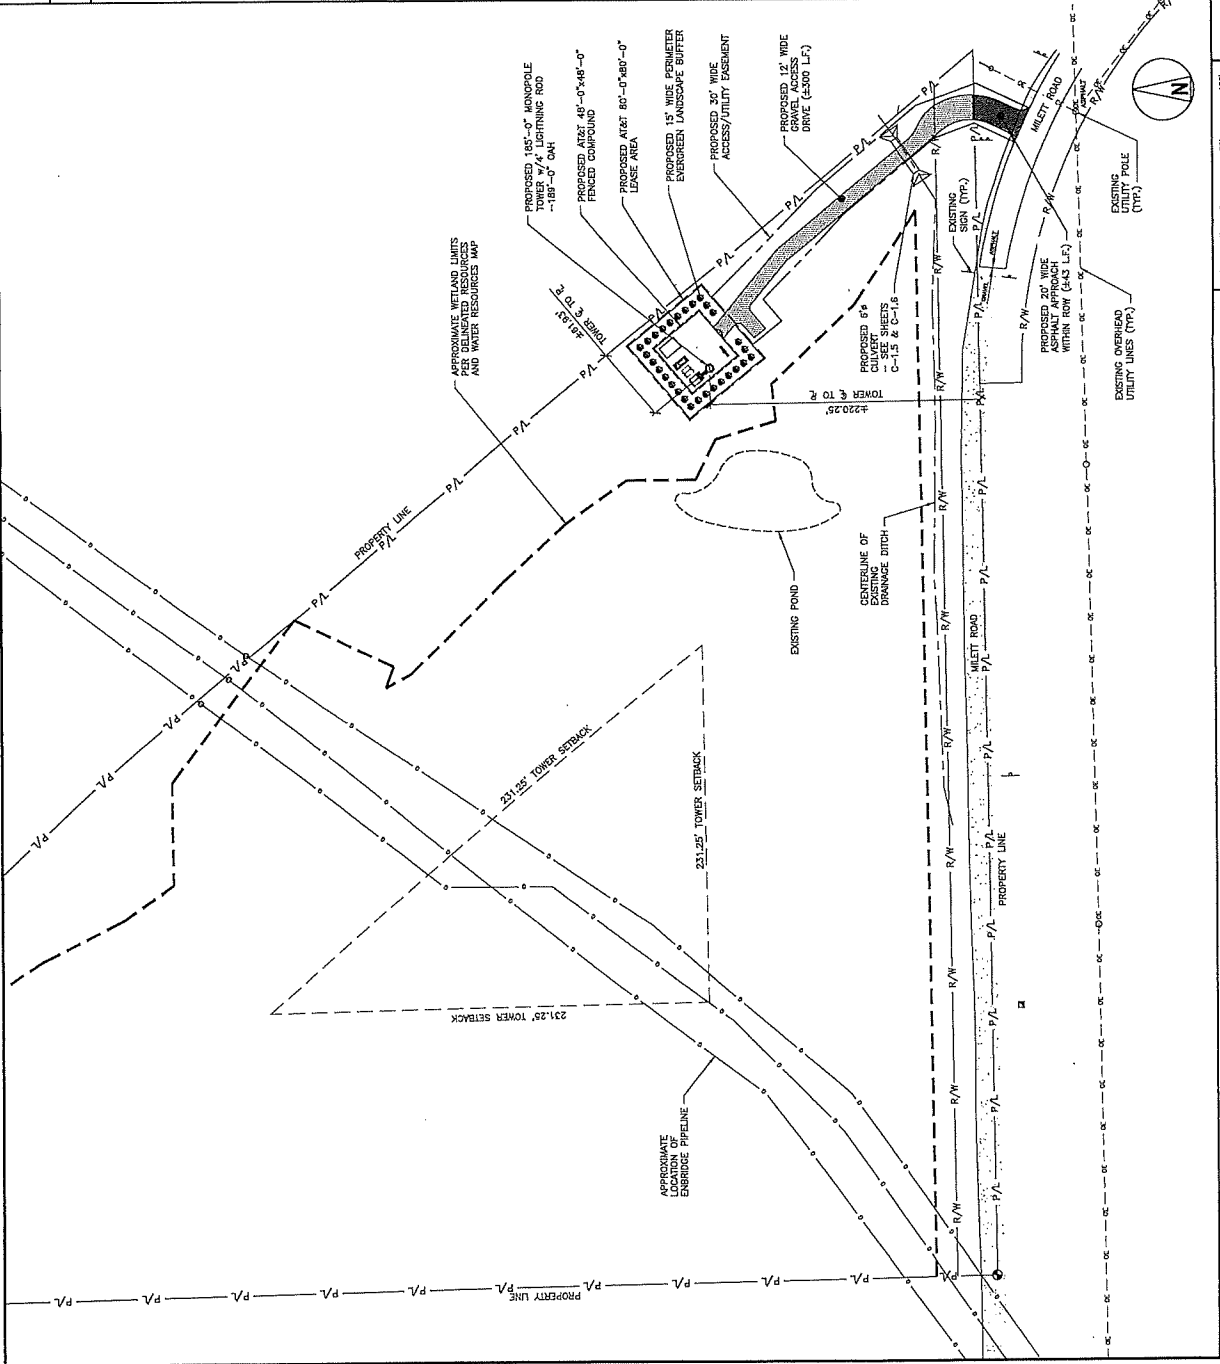 APPROXIMATE WETLAND LIMITS
PER DELINEATED RESOURCES
AND WATER RESOURCES MAP
PROPOSED 185'-0" MONOPOLE
TOWER W/4' LIGHTNING ROD
--189'-0" OAH
PROPOSED AT&T 48'-0"x48'-0"
FENCED COMPOUND
PROPOSED AT&T 80'-0"x80'-0"
LEASE AREA
PROPOSED 15' WIDE PERIMETER
EVERGREEN LANDSCAPE BUFFER
PROPOSED 30' WIDE
ACCESS/UTILITY EASEMENT
PROPOSED 12' WIDE
GRAVEL ACCESS
DRIVE (±300 L.F.)
±81.93'
TOWER ℄ TO ⅊
±220.25'
TOWER ℄ TO ⅊
PROPOSED 6'ø
CULVERT
- SEE SHEETS
C-1.5 & C-1.6
EXISTING
SIGN (TYP.)
MILETT ROAD
ASPHALT
ASPHALT
GRAVEL
N
PROPOSED 20' WIDE
ASPHALT APPROACH
WITHIN ROW (±43 L.F.)
EXISTING
UTILITY POLE
(TYP.)
EXISTING OVERHEAD
UTILITY LINES (TYP.)
PROPERTY LINE
P/L
P/L
P/L
P/L
P/L
P/L
P/L
P/L
P/L
P/L
P/L
EXISTING POND
CENTERLINE OF
EXISTING
DRAINAGE DITCH
231.25' TOWER SETBACK
231.25' TOWER SETBACK
231.25' TOWER SETBACK
APPROXIMATE
LOCATION OF
ENBRIDGE PIPELINE
MILETT ROAD
PROPERTY LINE
R/W
R/W
R/W
R/W
R/W
R/W
R/W
R/W
R/W
R/W
R/W
R/W
P/L
P/L
P/L
P/L
P/L
P/L
P/L
P/L
P/L
P/L
P/L
PROPERTY LINE
P/L
P/L
P/L
P/L
P/L
P/L
P/L
P/L
P/L
P/L